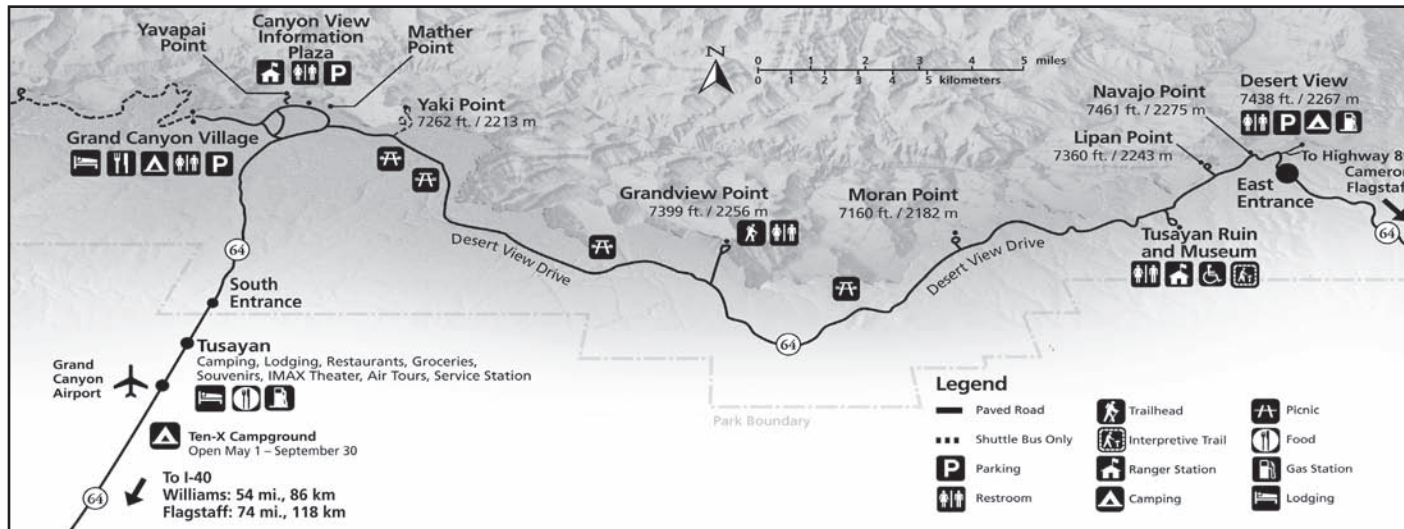 Yavapai
Point
Canyon View
Information
Plaza
P
Mather
Point
Yaki Point
7262 ft. / 2213 m
Grand Canyon Village
P
N
0 1 2 3 4 5 miles
0 1 2 3 4 5 kilometers
Navajo Point
7461 ft. / 2275 m
Desert View
7438 ft. / 2267 m
P
Lipan Point
7360 ft. / 2243 m
To Highway 8
Cameron
Flagstaff
East
Entrance
64
Grandview Point
7399 ft. / 2256 m
Moran Point
7160 ft. / 2182 m
Tusayan Ruin
and Museum
Desert View Drive
Desert View Drive
64
64
South
Entrance
Tusayan
Camping, Lodging, Restaurants, Groceries,
Souvenirs, IMAX Theater, Air Tours, Service Station
Grand
Canyon
Airport
Ten-X Campground
Open May 1 – September 30
64
To I-40
Williams: 54 mi., 86 km
Flagstaff: 74 mi., 118 km
Park Boundary
Legend
Paved Road
Shuttle Bus Only
P Parking
Restroom
Trailhead
Interpretive Trail
Ranger Station
Camping
Picnic
Food
Gas Station
Lodging